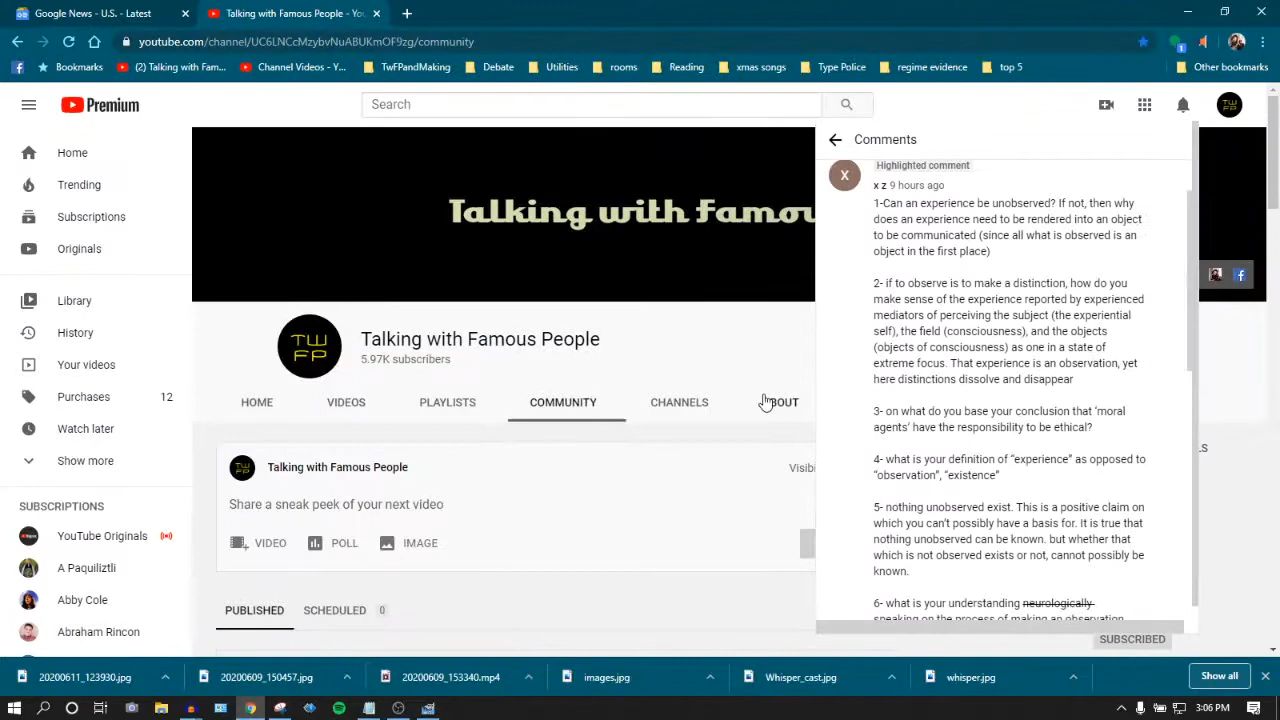 Google News - U.S. - Latest
Talking with Famous People - Yo
youtube.com/channel/UC6LNCcMzybvNuABUKmOF9zg/community
1
Bookmarks
(2) Talking with Fam...
Channel Videos - Y...
TwFPandMaking
Debate
Utilities
rooms
Reading
xmas songs
Type Police
regime evidence
top 5
Other bookmarks
Premium
Search
TW FP
Home
Trending
Subscriptions
Originals
Library
History
Your videos
Purchases 12
Watch later
Show more
SUBSCRIPTIONS
YouTube Originals
A Paquiliztli
Abby Cole
Abraham Rincon
Talking with Famou
TW
FP
Talking with Famous People
5.97K subscribers
HOME
VIDEOS
PLAYLISTS
COMMUNITY
CHANNELS
BOUT
Talking with Famous People
Visibi
Share a sneak peek of your next video
VIDEO
POLL
IMAGE
PUBLISHED
SCHEDULED 0
Comments
Highlighted comment
X
x z 9 hours ago
1-Can an experience be unobserved? If not, then why
does an experience need to be rendered into an object
to be communicated (since all what is observed is an
object in the first place)
2- if to observe is to make a distinction, how do you
make sense of the experience reported by experienced
mediators of perceiving the subject (the experiential
self), the field (consciousness), and the objects
(objects of consciousness) as one in a state of
extreme focus. That experience is an observation, yet
here distinctions dissolve and disappear
3- on what do you base your conclusion that ‘moral
agents’ have the responsibility to be ethical?
4- what is your definition of “experience” as opposed to
“observation”, “existence”
5- nothing unobserved exist. This is a positive claim on
which you can’t possibly have a basis for. It is true that
nothing unobserved can be known. but whether that
which is not observed exists or not, cannot possibly be
known.
6- what is your understanding neurologically
speaking on the process of making an observation
SUBSCRIBED
LS
20200611_123930.jpg
20200609_150457.jpg
20200609_153340.mp4
images.jpg
Whisper_cast.jpg
whisper.jpg
Show all
3:06 PM